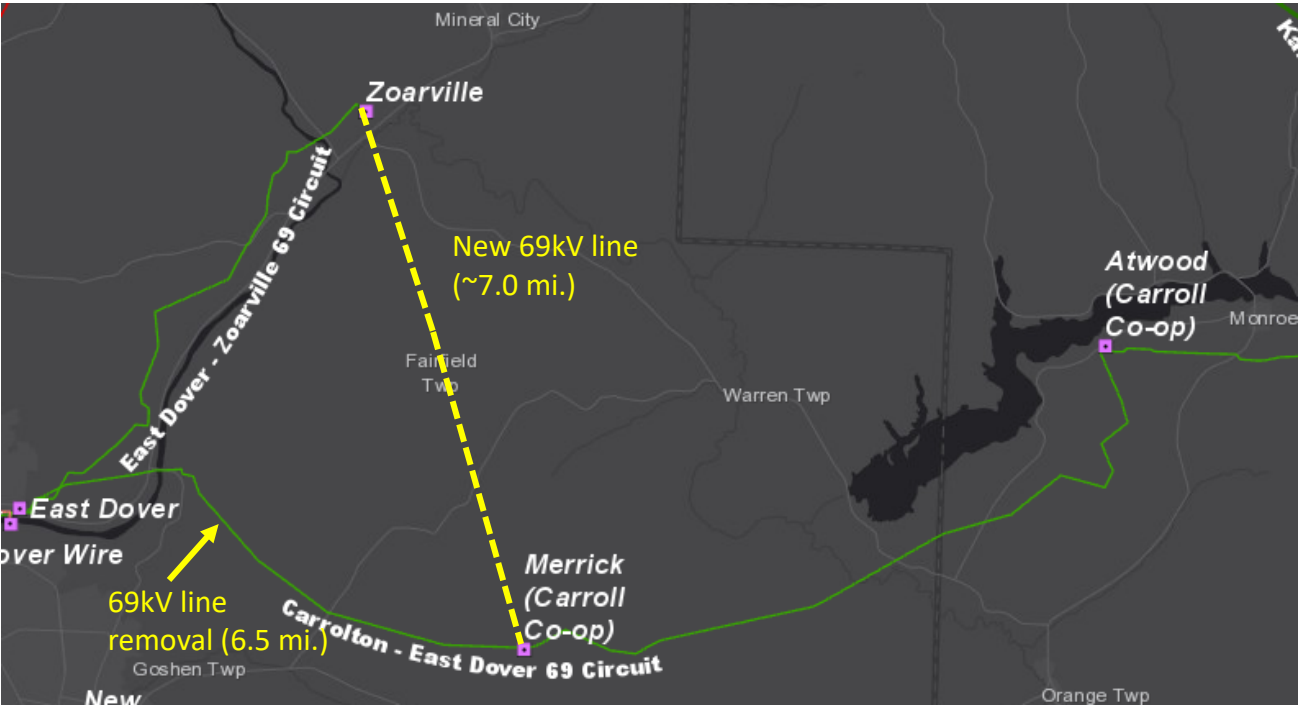 Mineral City
Ka
Zoarville
East Dover - Zoarville 69 Circuit
New 69kV line
(~7.0 mi.)
Atwood
(Carroll
Co-op)
Monroe
Fairfield
Twp
Warren Twp
East Dover
over Wire
69kV line
removal (6.5 mi.)
Merrick
(Carroll
Co-op)
Carrolton - East Dover 69 Circuit
Goshen Twp
New
Orange Twp